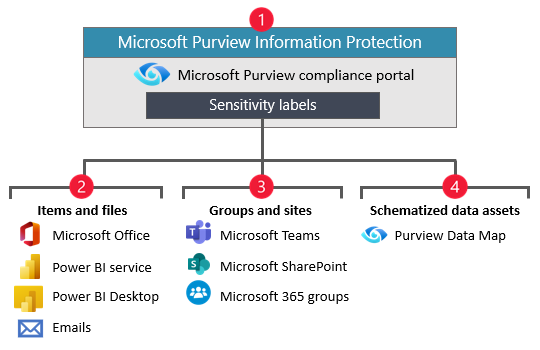 1
Microsoft Purview Information Protection
Microsoft Purview compliance portal
Sensitivity labels
2
Items and files
Microsoft Office
Power BI service
Power BI Desktop
Emails
3
Groups and sites
Microsoft Teams
Microsoft SharePoint
Microsoft 365 groups
4
Schematized data assets
Purview Data Map